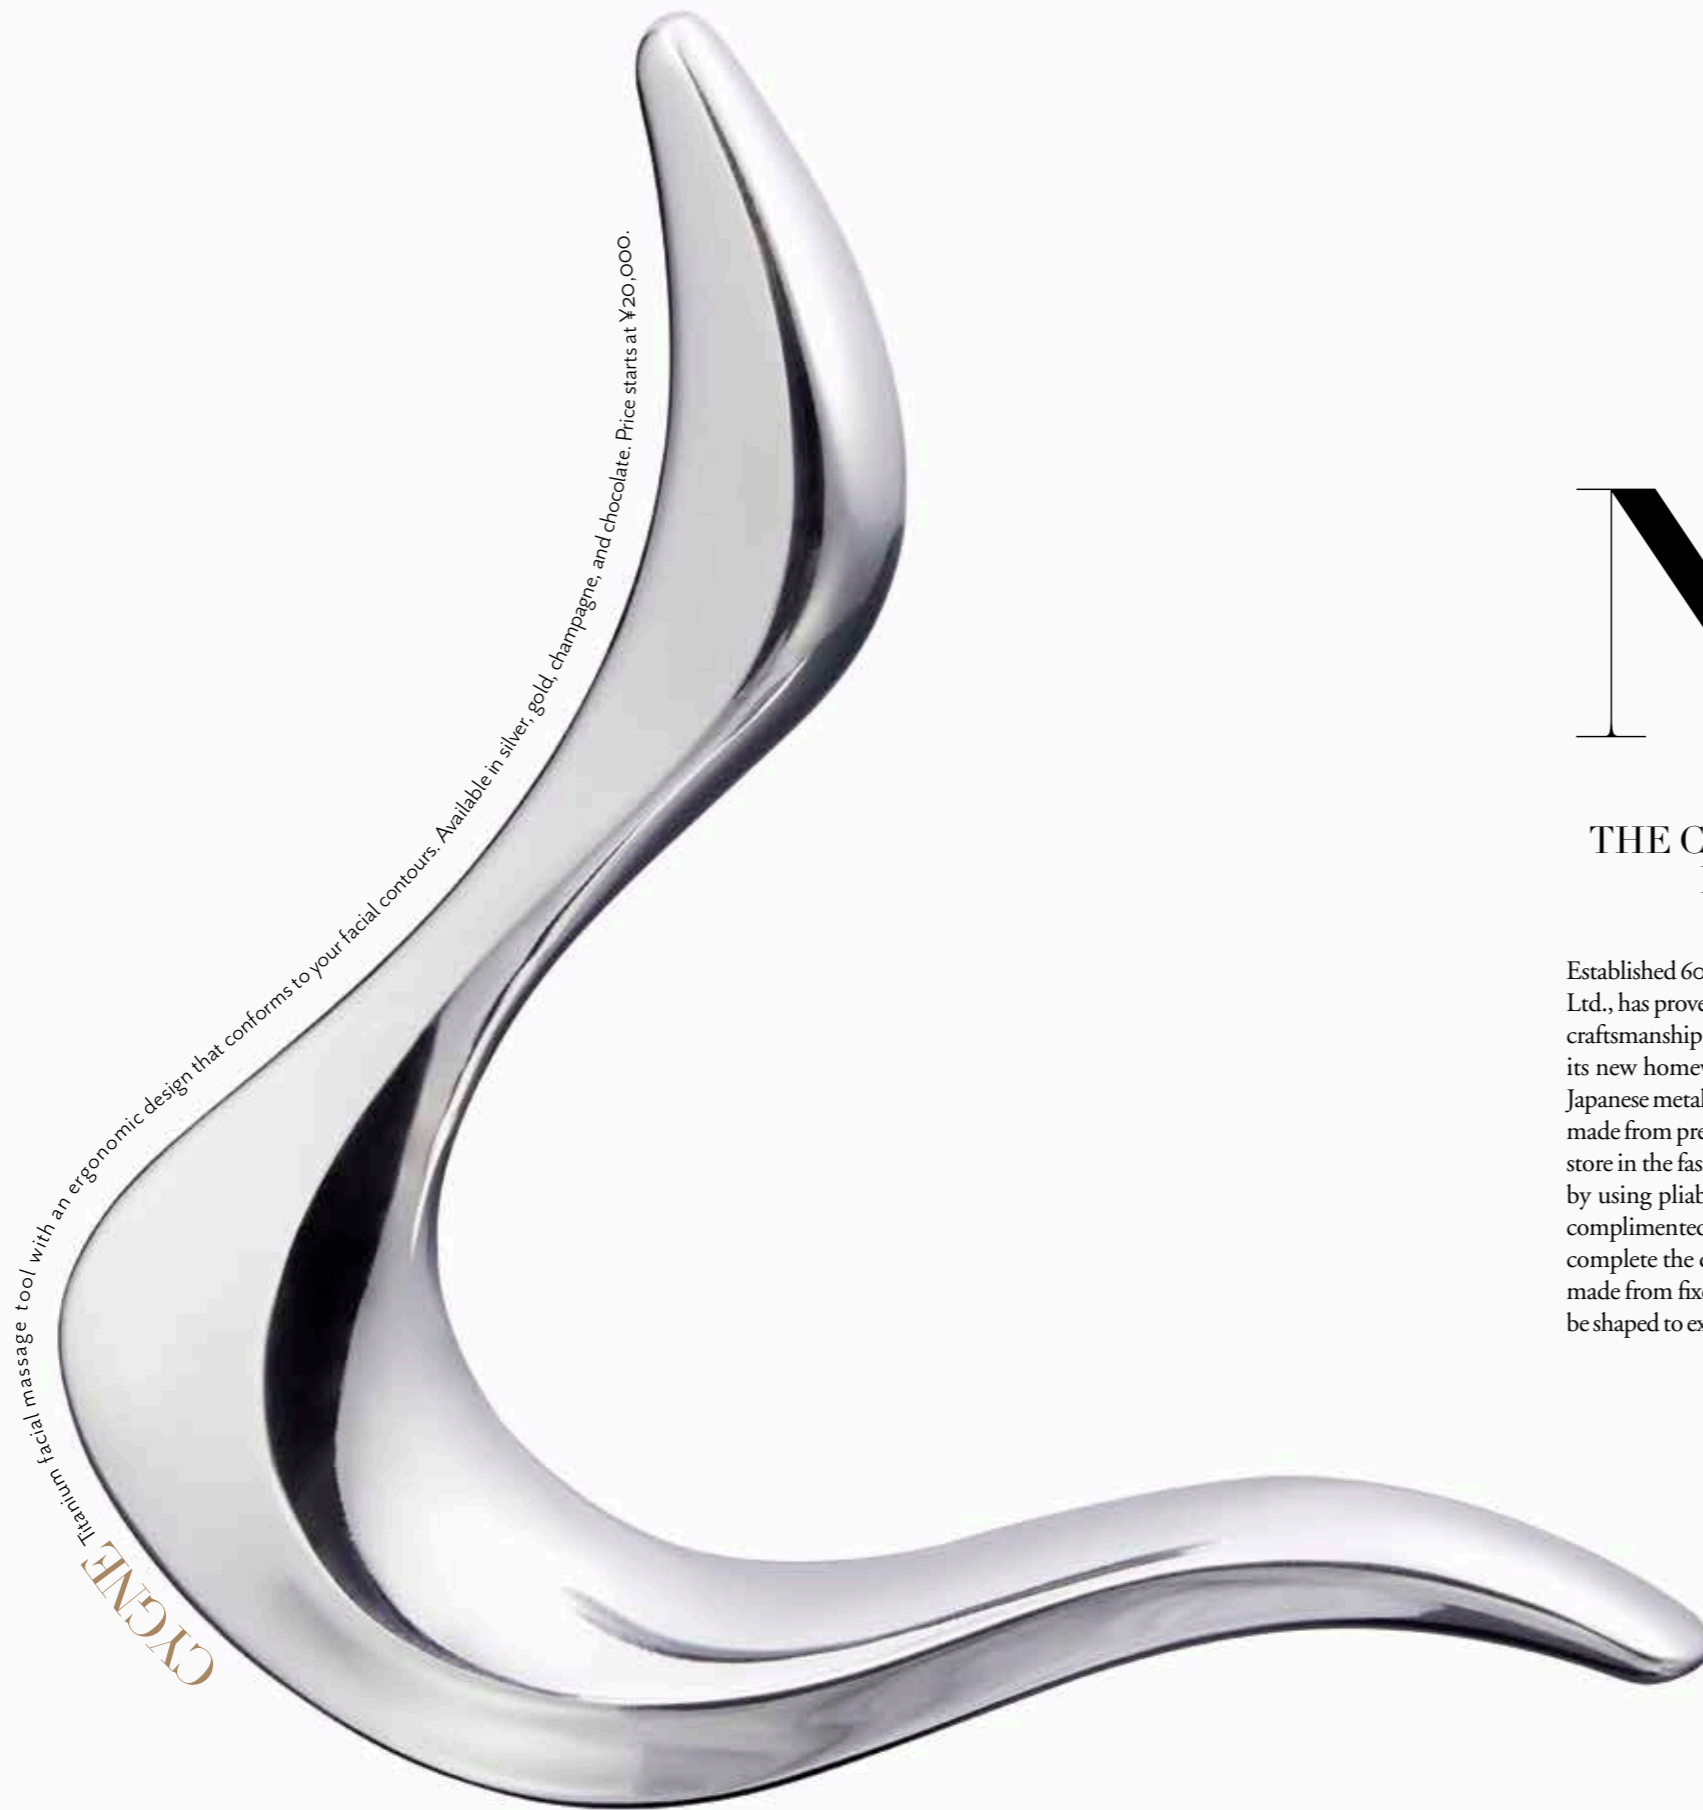 CYGNE Titanium facial massage tool with an ergonomic design that conforms to your facial contours. Available in silver, gold, champagne, and chocolate. Price starts at ¥20,000.
THE
Established 60
Ltd., has prove
craftsmanship
its new home
Japanese metal
made from pre
store in the fas
by using pliab
complimented
complete the
made from fix
be shaped to ex